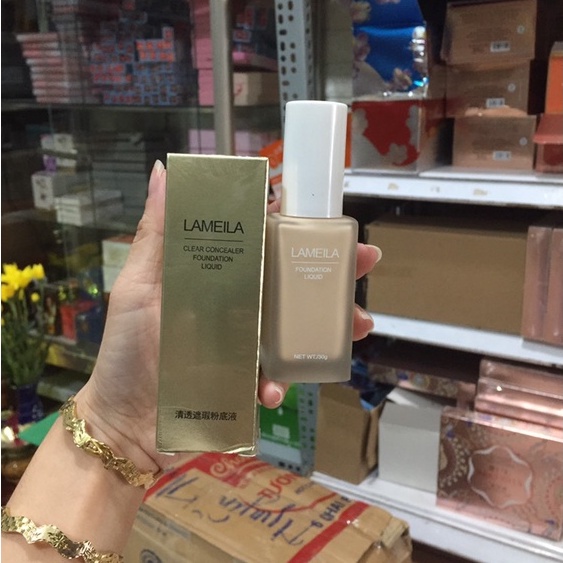 LAMEILA
CLEAR CONCEALER
FOUNDATION
LIQUID
清透遮瑕粉底液
LAMEILA
FOUNDATION
LIQUID
NET WT:/30g